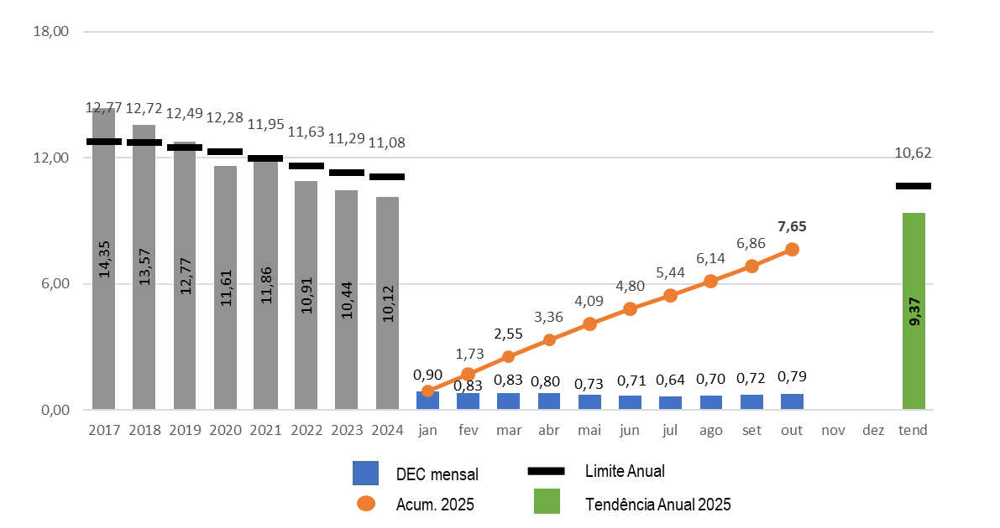 18,00
12,00
6,00
0,00
12,77 12,72 12,49 12,28 11,95 11,63 11,29 11,08
10,62
14,35 13,57 12,77 11,61 11,86 10,91 10,44 10,12
0,90 1,73 2,55 3,36 4,09 4,80 5,44 6,14 6,86 7,65
0,83 0,83 0,80 0,73 0,71 0,64 0,70 0,72 0,79
9,37
2017 2018 2019 2020 2021 2022 2023 2024 jan fev mar abr mai jun jul ago set out nov dez tend
DEC mensal
Limite Anual
Acum. 2025
Tendência Anual 2025